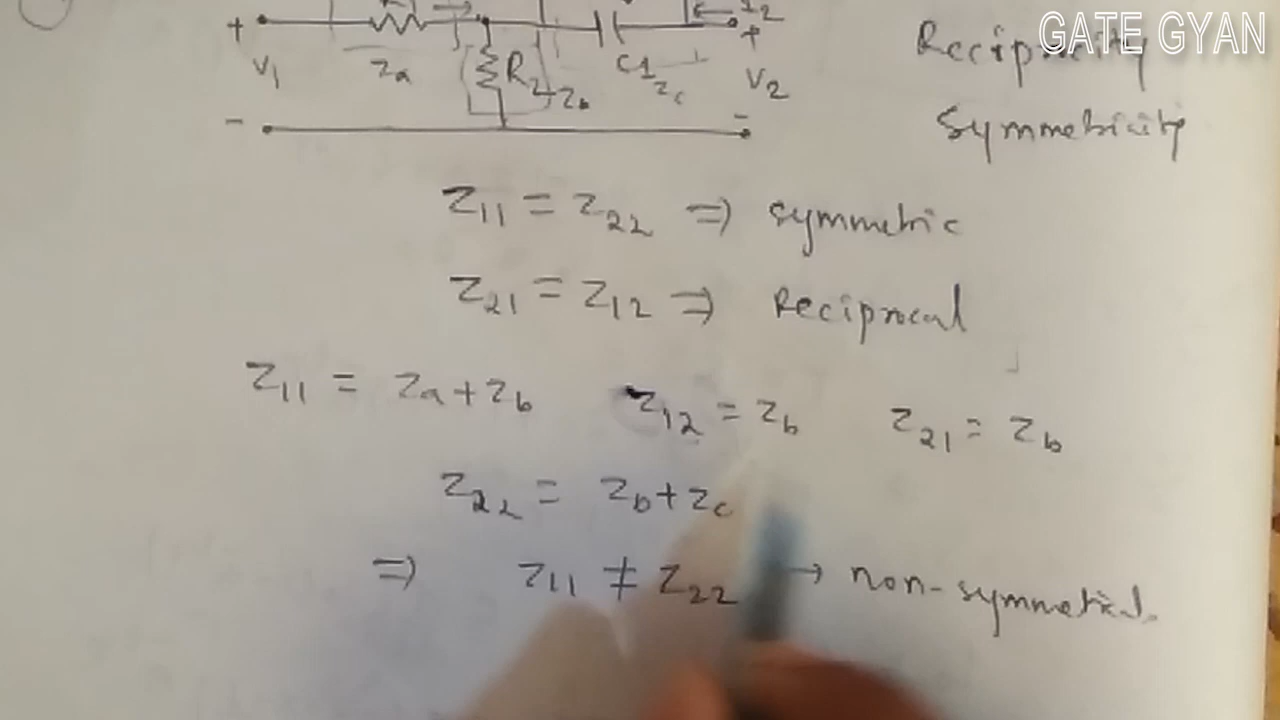 GATE GYAN
Reciprocity
+ Za R2 Zb C1 Zc +
V1 V2
- -
Symmetricity
Z11 = Z22 ⇒ symmetric
Z21 = Z12 ⇒ Reciprocal
Z11 = Za + Zb Z12 = Zb Z21 = Zb
Z22 = Zb + Zc
⇒ Z11 ≠ Z22 → non-symmetrical.